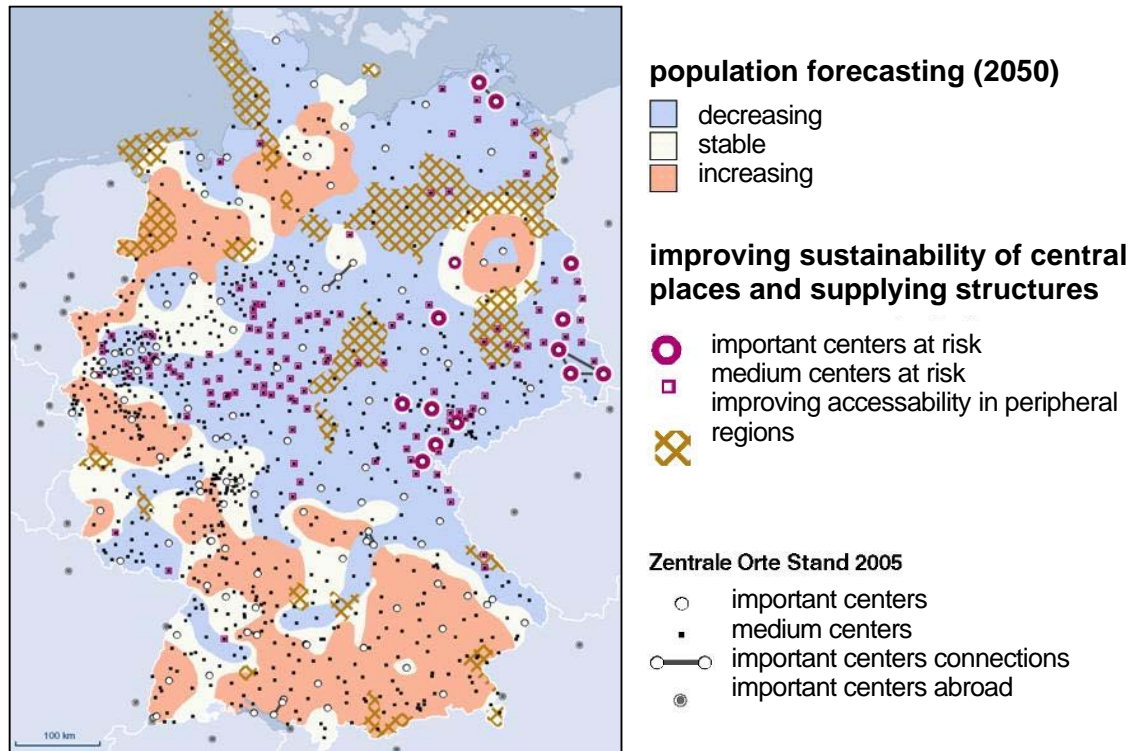 population forecasting (2050)
decreasing
stable
increasing
improving sustainability of central
places and supplying structures
important centers at risk
medium centers at risk
improving accessability in peripheral
regions
Zentrale Orte Stand 2005
important centers
medium centers
important centers connections
important centers abroad
100 km